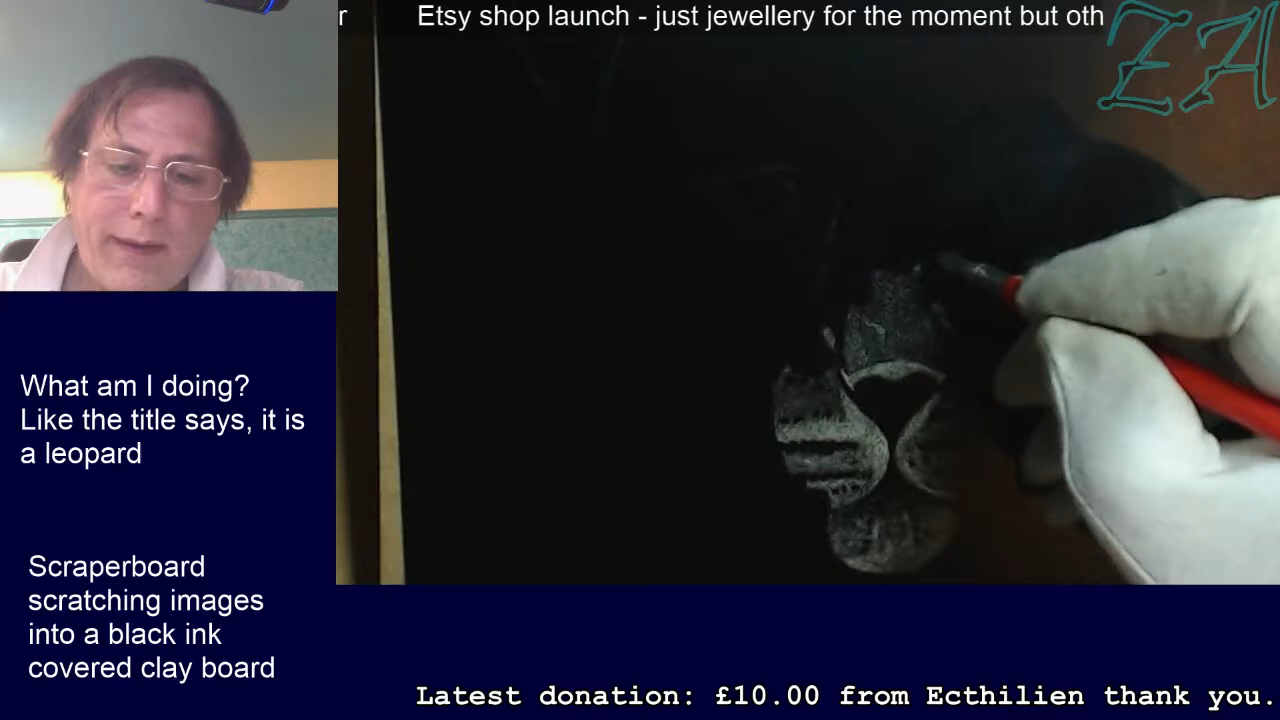 r Etsy shop launch - just jewellery for the moment but oth
ZA
What am I doing?
Like the title says, it is
a leopard
Scraperboard
scratching images
into a black ink
covered clay board
Latest donation: £10.00 from Ecthilien thank you.